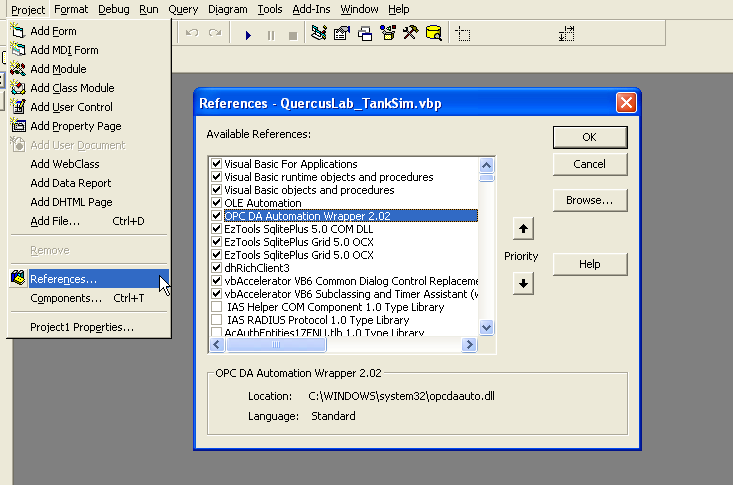 Project Format Debug Run Query Diagram Tools Add-Ins Window Help
Add Form
Add MDI Form
Add Module
Add Class Module
Add User Control
Add Property Page
Add User Document
Add WebClass
Add Data Report
Add DHTML Page
Add File... Ctrl+D
Remove
References...
Components... Ctrl+T
Project1 Properties...
References - QuercusLab_TankSim.vbp
Available References:
Visual Basic For Applications
Visual Basic runtime objects and procedures
Visual Basic objects and procedures
OLE Automation
OPC DA Automation Wrapper 2.02
EzTools SqlitePlus 5.0 COM DLL
EzTools SqlitePlus Grid 5.0 OCX
EzTools SqlitePlus Grid 5.0 OCX
dhRichClient3
vbAccelerator VB6 Common Dialog Control Replaceme
vbAccelerator VB6 Subclassing and Timer Assistant (w
IAS Helper COM Component 1.0 Type Library
IAS RADIUS Protocol 1.0 Type Library
AcAuthEntities17ENU.tlb 1.0 Type Library
OK
Cancel
Browse...
Priority
Help
OPC DA Automation Wrapper 2.02
Location: C:\WINDOWS\system32\opcdaauto.dll
Language: Standard